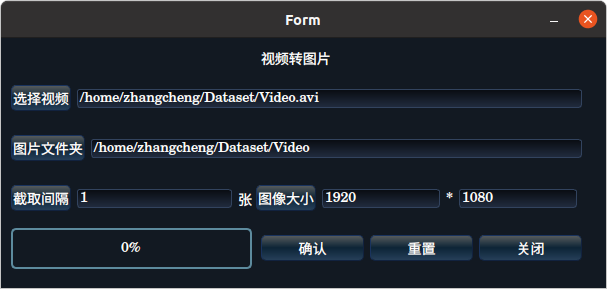 Form
视频转图片
选择视频 /home/zhangcheng/Dataset/Video.avi
图片文件夹 /home/zhangcheng/Dataset/Video
截取间隔 1 张 图像大小 1920 * 1080
0% 确认 重置 关闭